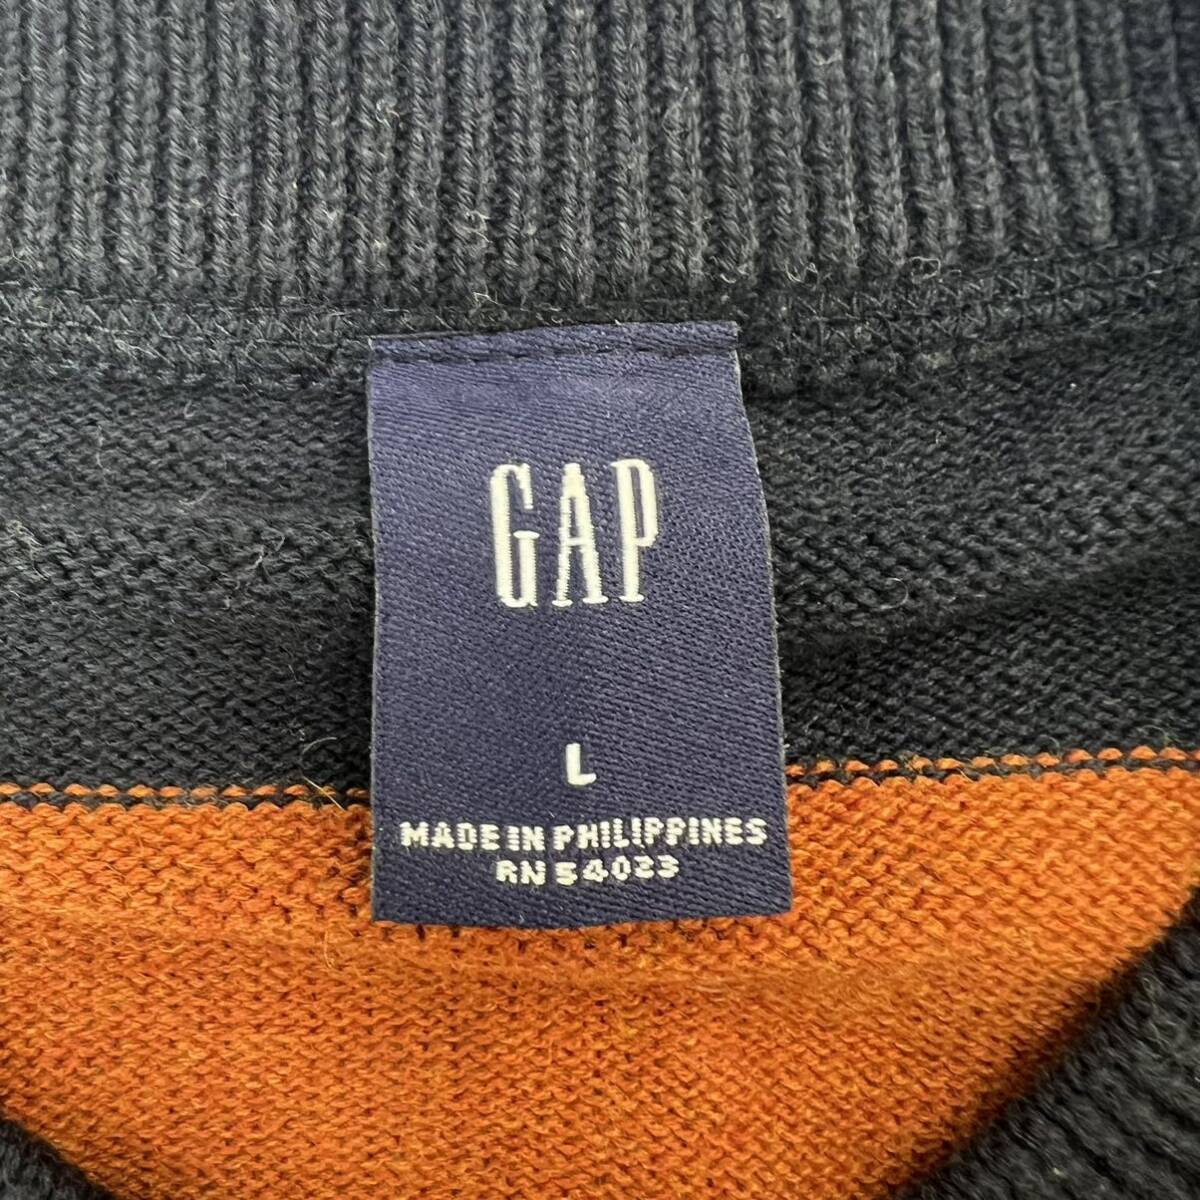 GAP
L
MADE IN PHILIPPINES
RN 54023